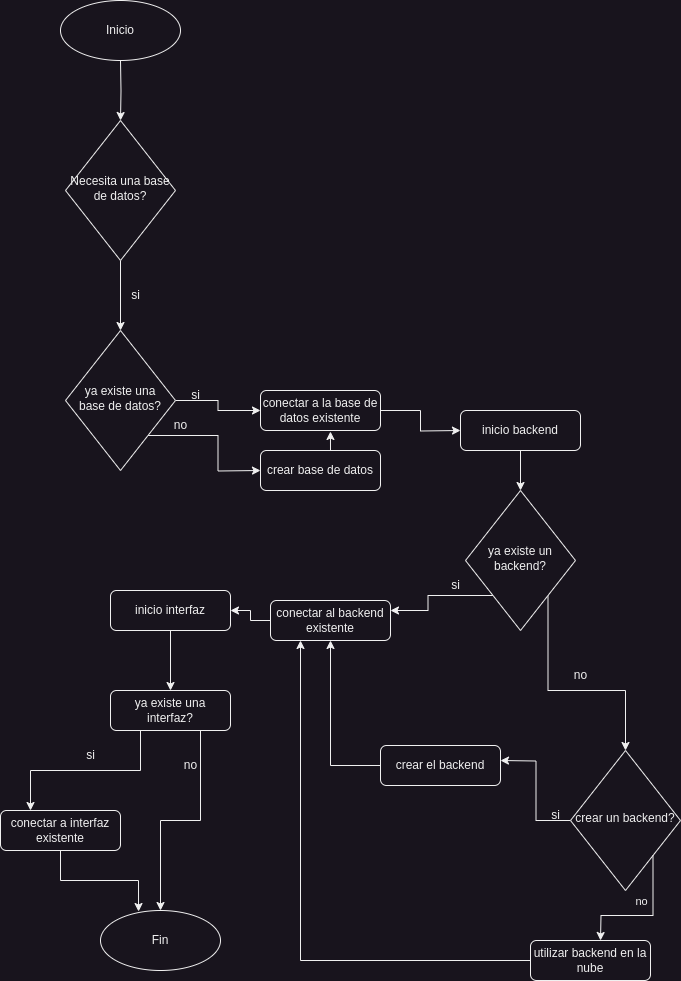 Inicio
Necesita una base
de datos?
si
ya existe una
base de datos?
si
no
conectar a la base de
datos existente
crear base de datos
inicio backend
ya existe un
backend?
si
no
conectar al backend
existente
inicio interfaz
ya existe una
interfaz?
si
no
conectar a interfaz
existente
Fin
crear el backend
si
crear un backend?
no
utilizar backend en la
nube